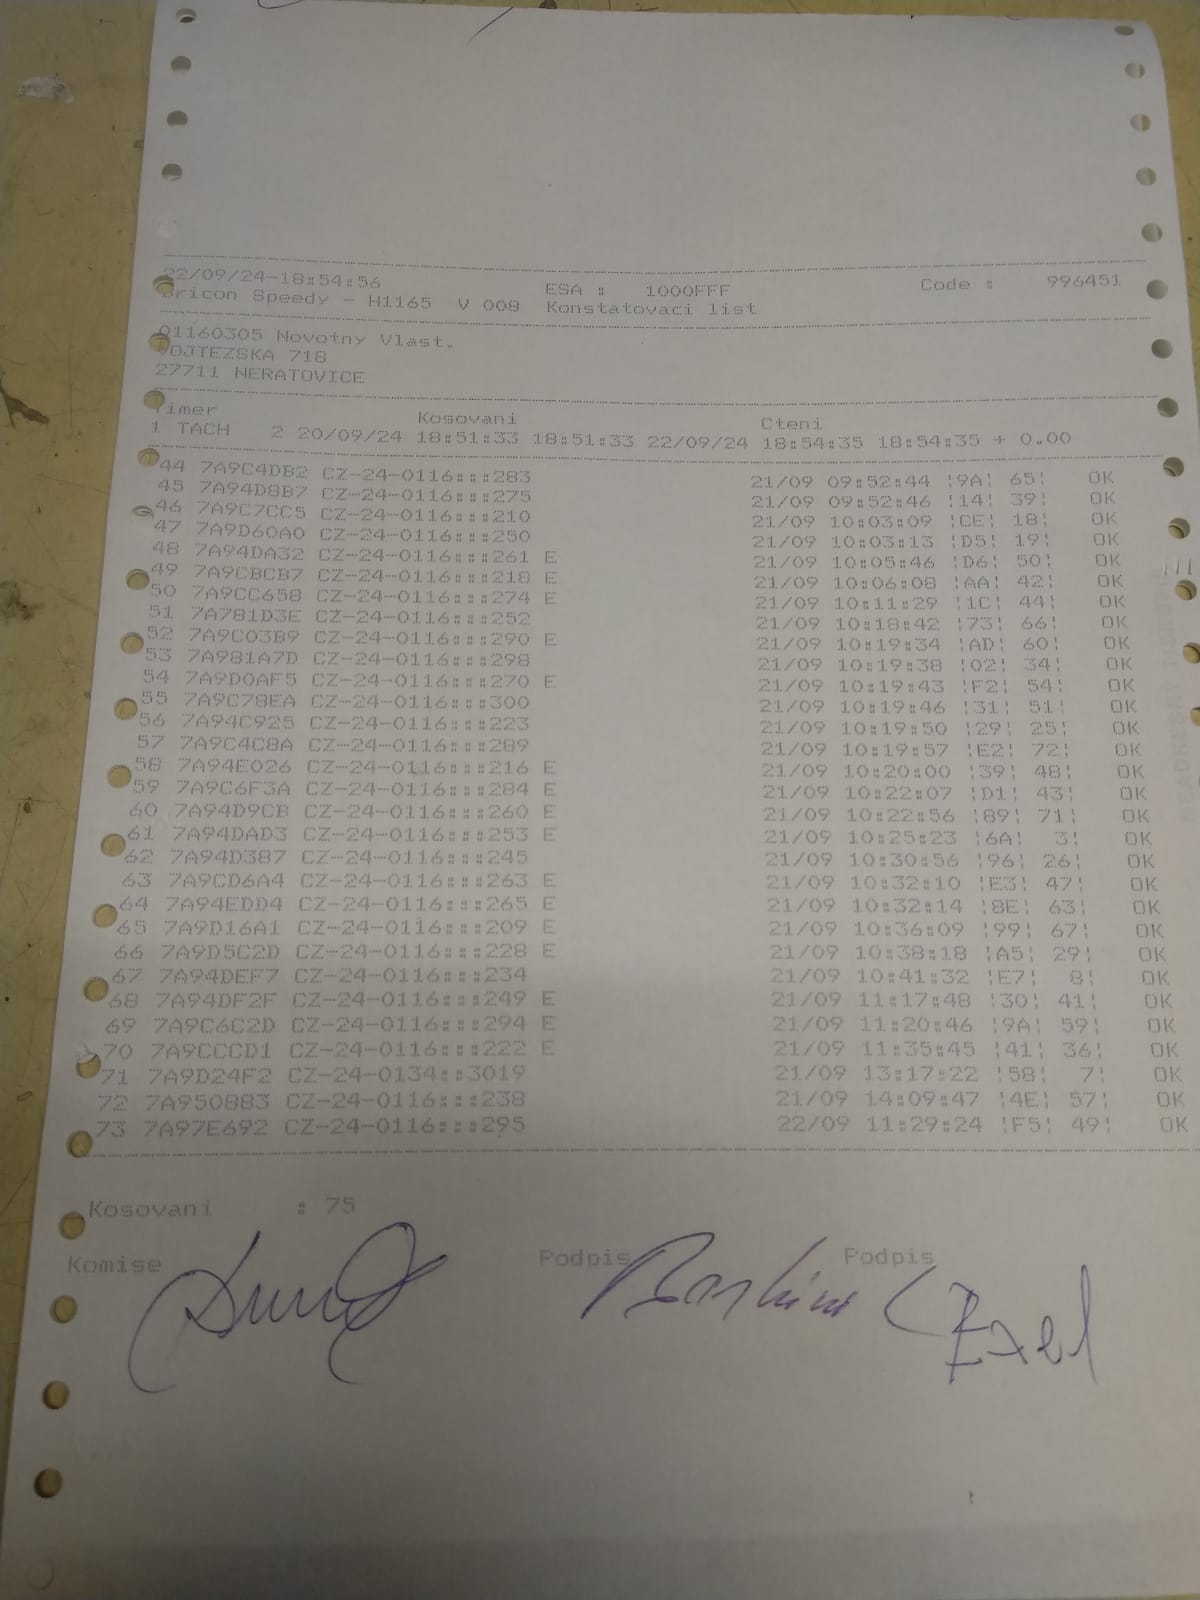 22/09/24-18:54:56 ESA : 1000FFF Code : 996451
Bricon Speedy - H1165 V 008 Konstatovaci list
01160305 Novotny Vlast.
VOJTEZSKA 718
27711 NERATOVICE
Timer Kosovani Cteni
1 TACH 2 20/09/24 18:51:33 18:51:33 22/09/24 18:54:35 18:54:35 + 0.00
44 7A9C4DB2 CZ-24-0116:::283 21/09 09:52:44 ¦9A¦ 65¦ OK
45 7A94D8B7 CZ-24-0116:::275 21/09 09:52:46 ¦14¦ 39¦ OK
46 7A9C7CC5 CZ-24-0116:::210 21/09 10:03:09 ¦CE¦ 18¦ OK
47 7A9D60A0 CZ-24-0116:::250 21/09 10:03:13 ¦D5¦ 19¦ OK
48 7A94DA32 CZ-24-0116:::261 E 21/09 10:05:46 ¦D6¦ 50¦ OK
49 7A9CBCB7 CZ-24-0116:::218 E 21/09 10:06:08 ¦AA¦ 42¦ OK
50 7A9CC658 CZ-24-0116:::274 E 21/09 10:11:29 ¦1C¦ 44¦ OK
51 7A781D3E CZ-24-0116:::252 21/09 10:18:42 ¦73¦ 66¦ OK
52 7A9C03B9 CZ-24-0116:::290 E 21/09 10:19:34 ¦AD¦ 60¦ OK
53 7A981A7D CZ-24-0116:::298 21/09 10:19:38 ¦02¦ 34¦ OK
54 7A9D0AF5 CZ-24-0116:::270 E 21/09 10:19:43 ¦F2¦ 54¦ OK
55 7A9C78EA CZ-24-0116:::300 21/09 10:19:46 ¦31¦ 51¦ OK
56 7A94C925 CZ-24-0116:::223 21/09 10:19:50 ¦29¦ 25¦ OK
57 7A9C4C8A CZ-24-0116:::289 21/09 10:19:57 ¦E2¦ 72¦ OK
58 7A94E026 CZ-24-0116:::216 E 21/09 10:20:00 ¦39¦ 48¦ OK
59 7A9C6F3A CZ-24-0116:::284 E 21/09 10:22:07 ¦D1¦ 43¦ OK
60 7A94D9CB CZ-24-0116:::260 E 21/09 10:22:56 ¦89¦ 71¦ OK
61 7A94DAD3 CZ-24-0116:::253 E 21/09 10:25:23 ¦6A¦ 3¦ OK
62 7A94D387 CZ-24-0116:::245 21/09 10:30:56 ¦96¦ 26¦ OK
63 7A9CD6A4 CZ-24-0116:::263 E 21/09 10:32:10 ¦E3¦ 47¦ OK
64 7A94EDD4 CZ-24-0116:::265 E 21/09 10:32:14 ¦8E¦ 63¦ OK
65 7A9D16A1 CZ-24-0116:::209 E 21/09 10:36:09 ¦99¦ 67¦ OK
66 7A9D5C2D CZ-24-0116:::228 E 21/09 10:38:18 ¦A5¦ 29¦ OK
67 7A94DEF7 CZ-24-0116:::234 21/09 10:41:32 ¦E7¦ 8¦ OK
68 7A94DF2F CZ-24-0116:::249 E 21/09 11:17:48 ¦30¦ 41¦ OK
69 7A9C6C2D CZ-24-0116:::294 E 21/09 11:20:46 ¦9A¦ 59¦ OK
70 7A9CCCD1 CZ-24-0116:::222 E 21/09 11:35:45 ¦41¦ 36¦ OK
71 7A9D24F2 CZ-24-0134::3019 21/09 13:17:22 ¦58¦ 7¦ OK
72 7A950883 CZ-24-0116:::238 21/09 14:09:47 ¦4E¦ 57¦ OK
73 7A97E692 CZ-24-0116:::295 22/09 11:29:24 ¦F5¦ 49¦ OK
Kosovani : 75
Komise Podpis Podpis